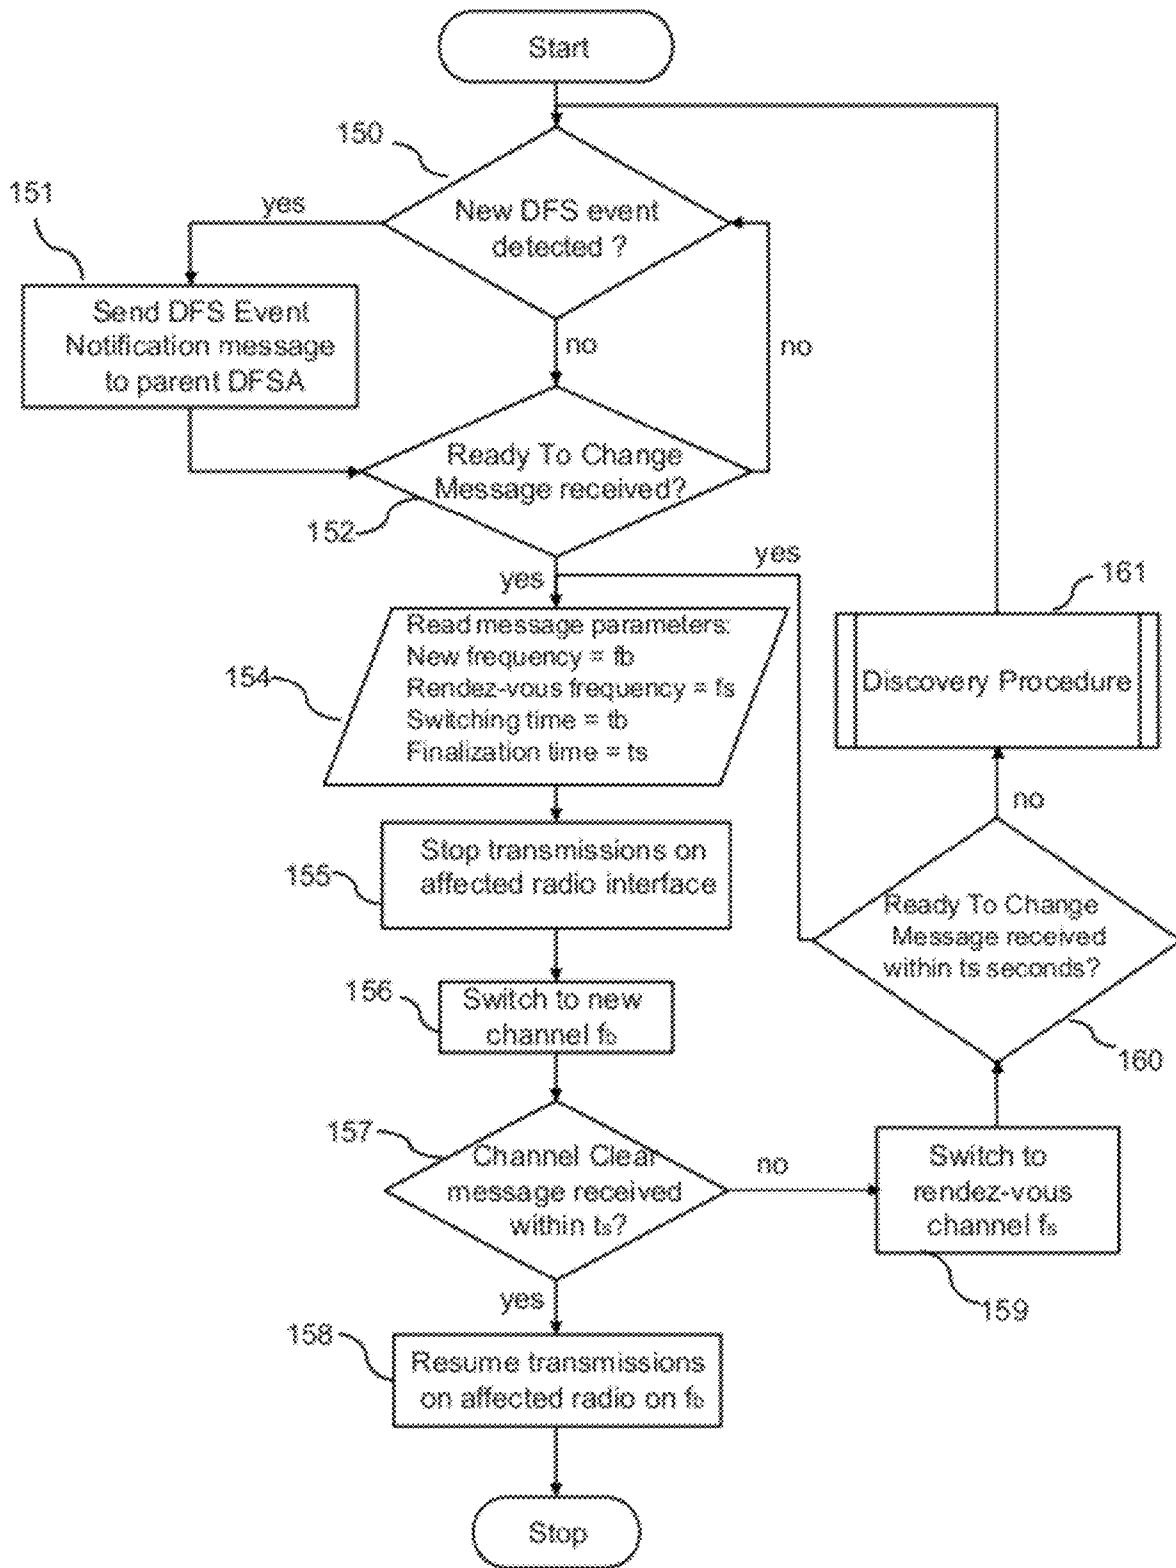 Start
150
New DFS event
detected ?
yes
151
Send DFS Event
Notification message
to parent DFSA
no
no
Ready To Change
Message received?
152
yes
yes
154
Read message parameters:
New frequency = fb
Rendez-vous frequency = fs
Switching time = tb
Finalization time = ts
161
Discovery Procedure
no
155
Stop transmissions on
affected radio interface
Ready To Change
Message received
within ts seconds?
160
156
Switch to new
channel fb
157
Channel Clear
message received
within ts?
no
Switch to
rendez-vous
channel fs
159
yes
158
Resume transmissions
on affected radio on fb
Stop